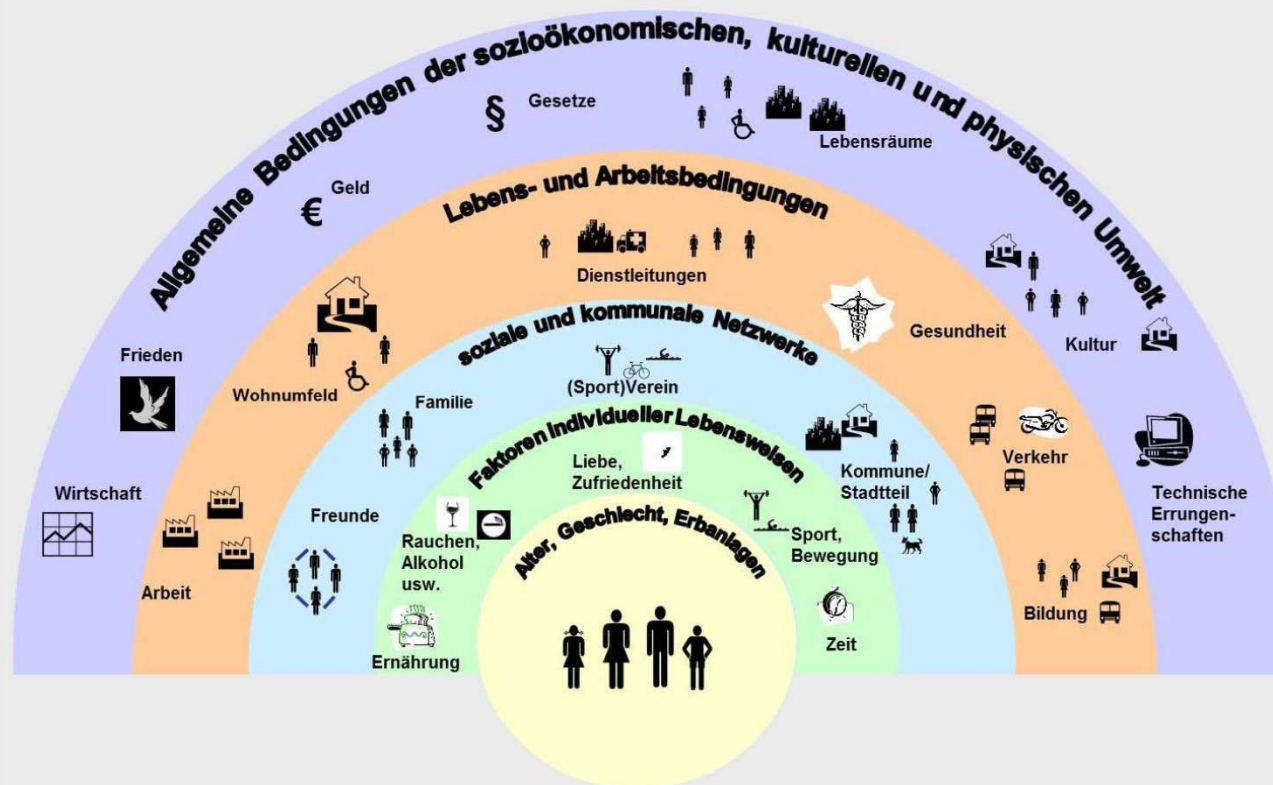 Allgemeine Bedingungen der sozioökonomischen, kulturellen und physischen Umwelt
§
Gesetze
Lebensräume
€
Geld
Frieden
Wirtschaft
Kultur
Technische
Errungen-
schaften
Lebens- und Arbeitsbedingungen
Dienstleitungen
Wohnumfeld
Gesundheit
Arbeit
Verkehr
Bildung
soziale und kommunale Netzwerke
(Sport)Verein
Familie
Freunde
Kommune/
Stadtteil
Faktoren individueller Lebensweisen
Liebe,
Zufriedenheit
Rauchen,
Alkohol
usw.
Sport,
Bewegung
Ernährung
Zeit
Alter, Geschlecht, Erbanlagen